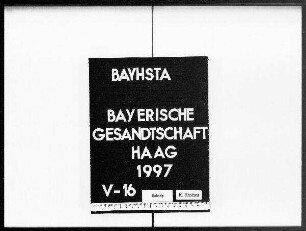 BAYHSTA
BAYERISCHE
GESANDTSCHAFT
HAAG
1997
V-16